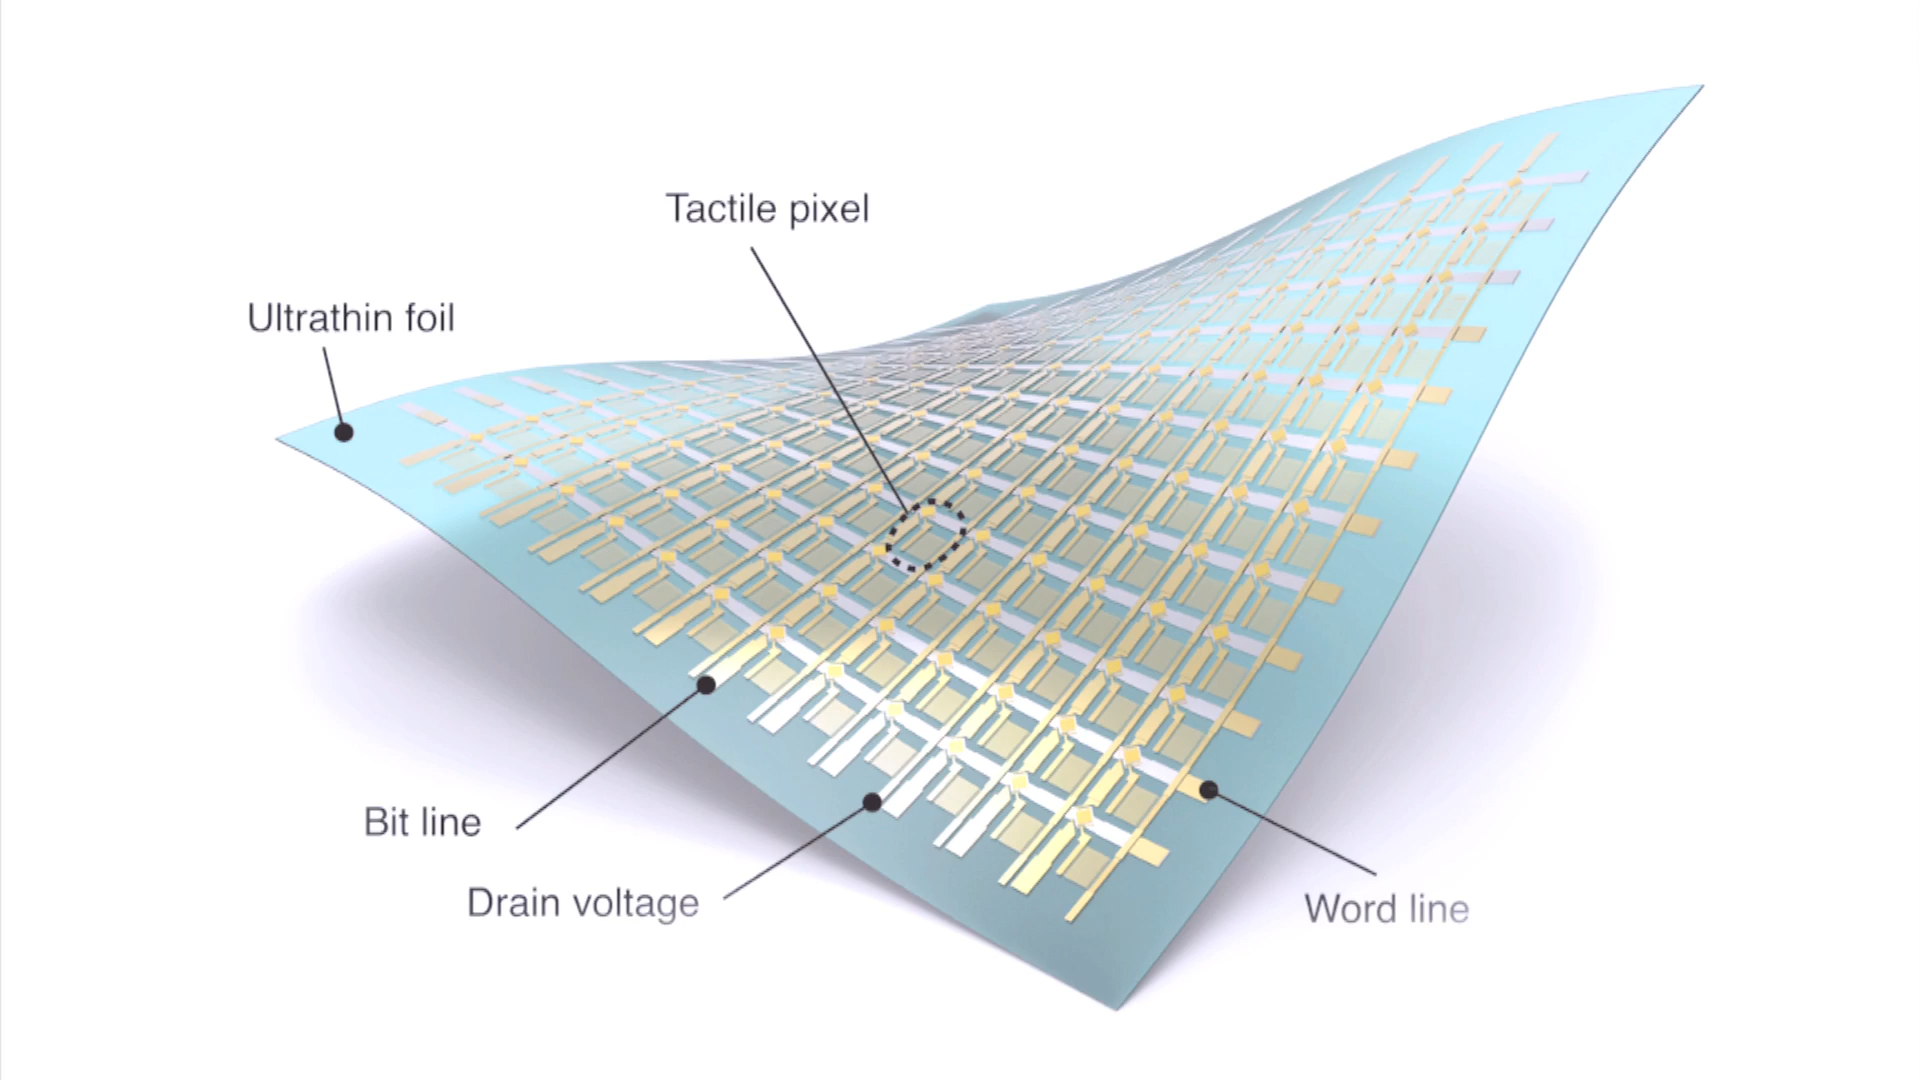 Tactile pixel
Ultrathin foil
Bit line
Drain voltage
Word line